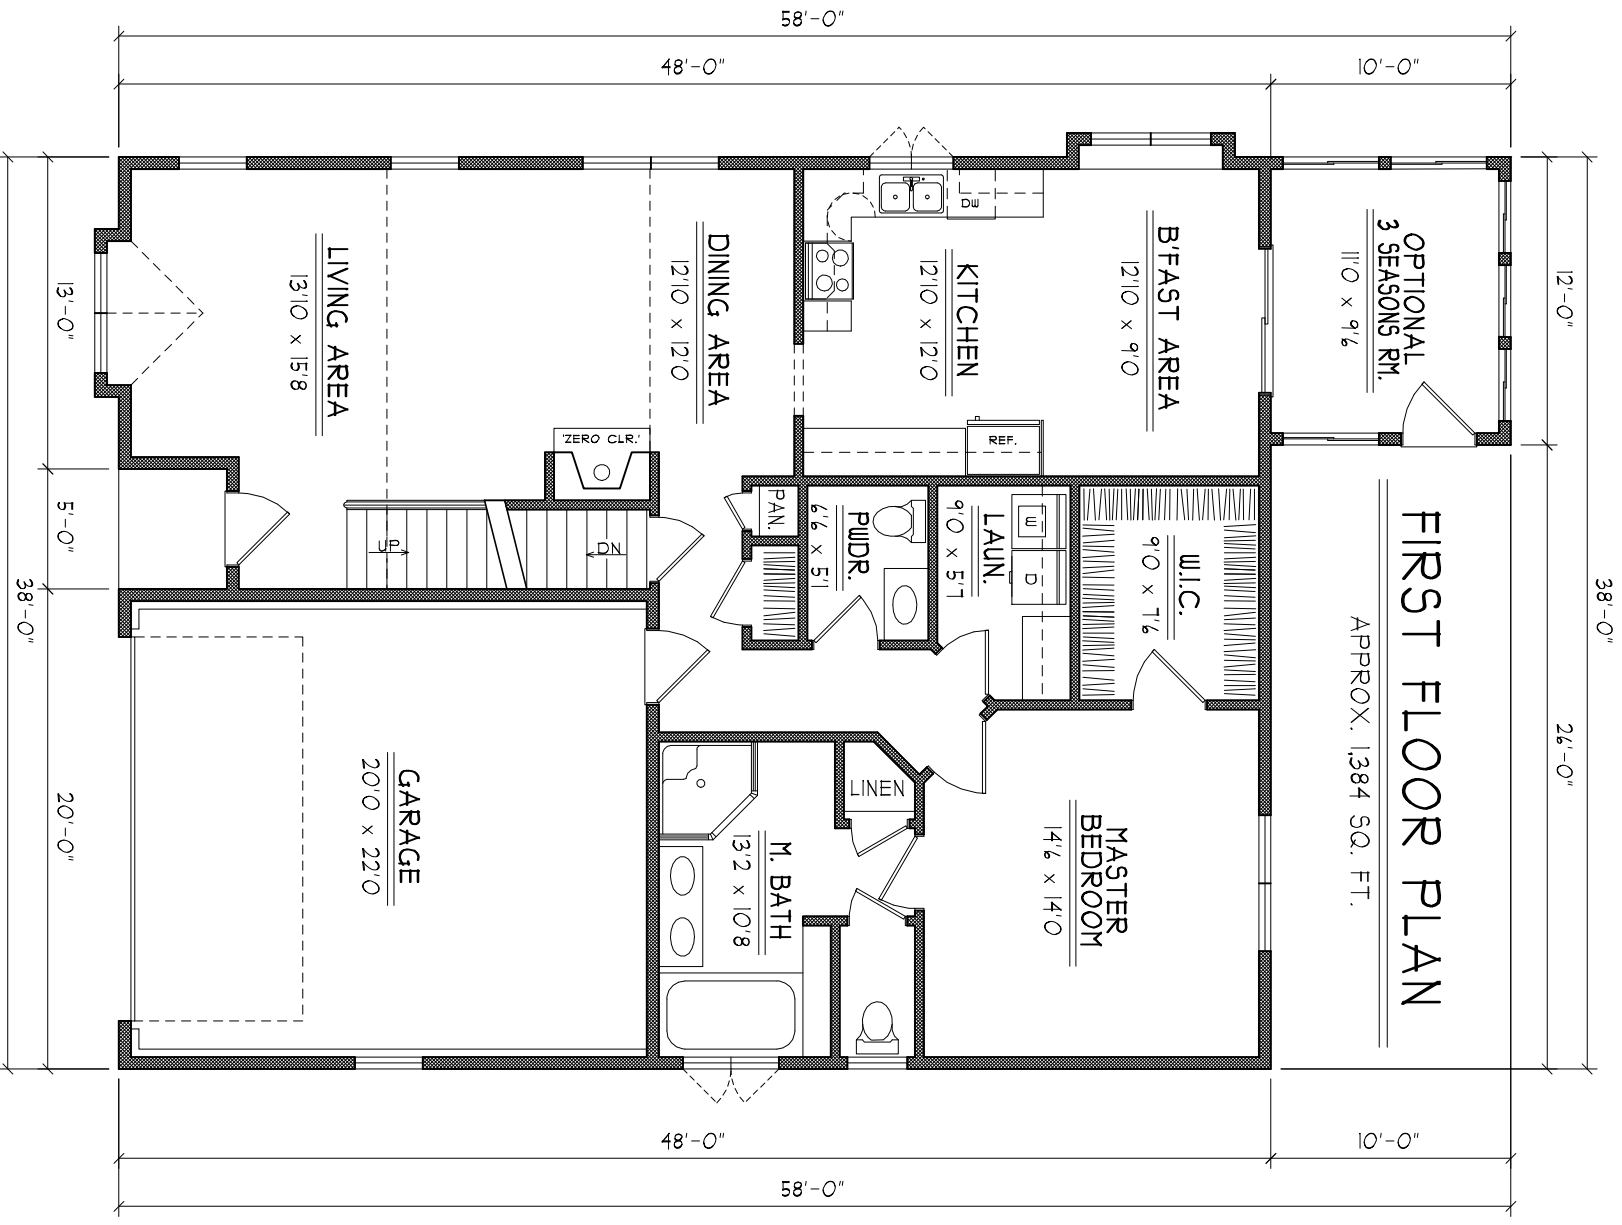 58'-0"
48'-0"
10'-0"
13'-0"
5'-0"
20'-0"
38'-0"
LIVING AREA
13'10 x 15'8
DINING AREA
12'10 x 12'0
'ZERO CLR.'
UP
DN
KITCHEN
12'10 x 12'0
DW
REF.
B'FAST AREA
12'10 x 9'0
OPTIONAL
3 SEASONS RM.
11'0 x 9'6
12'-0"
26'-0"
38'-0"
PAN.
PWDR.
6'6 x 5'1
LAUN.
9'0 x 5'7
W
D
W.I.C.
9'0 x 7'6
GARAGE
20'0 x 22'0
LINEN
M. BATH
13'2 x 10'8
MASTER
BEDROOM
14'6 x 14'0
FIRST FLOOR PLAN
APPROX. 1,384 SQ. FT.
48'-0"
10'-0"
58'-0"